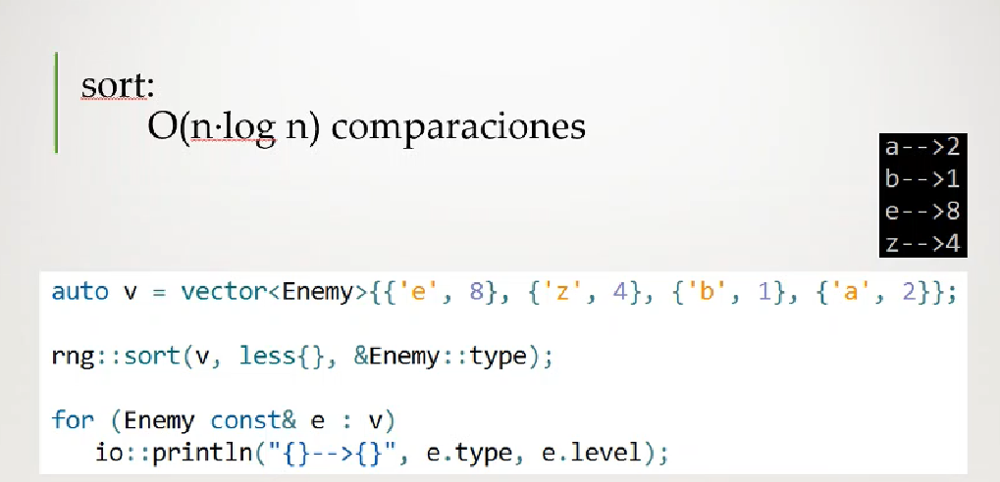 sort:
O(n·log n) comparaciones
a-->2
b-->1
e-->8
z-->4
auto v = vector<Enemy>{{'e', 8}, {'z', 4}, {'b', 1}, {'a', 2}};
rng::sort(v, less{}, &Enemy::type);
for (Enemy const& e : v)
io::println("{}-->{}", e.type, e.level);